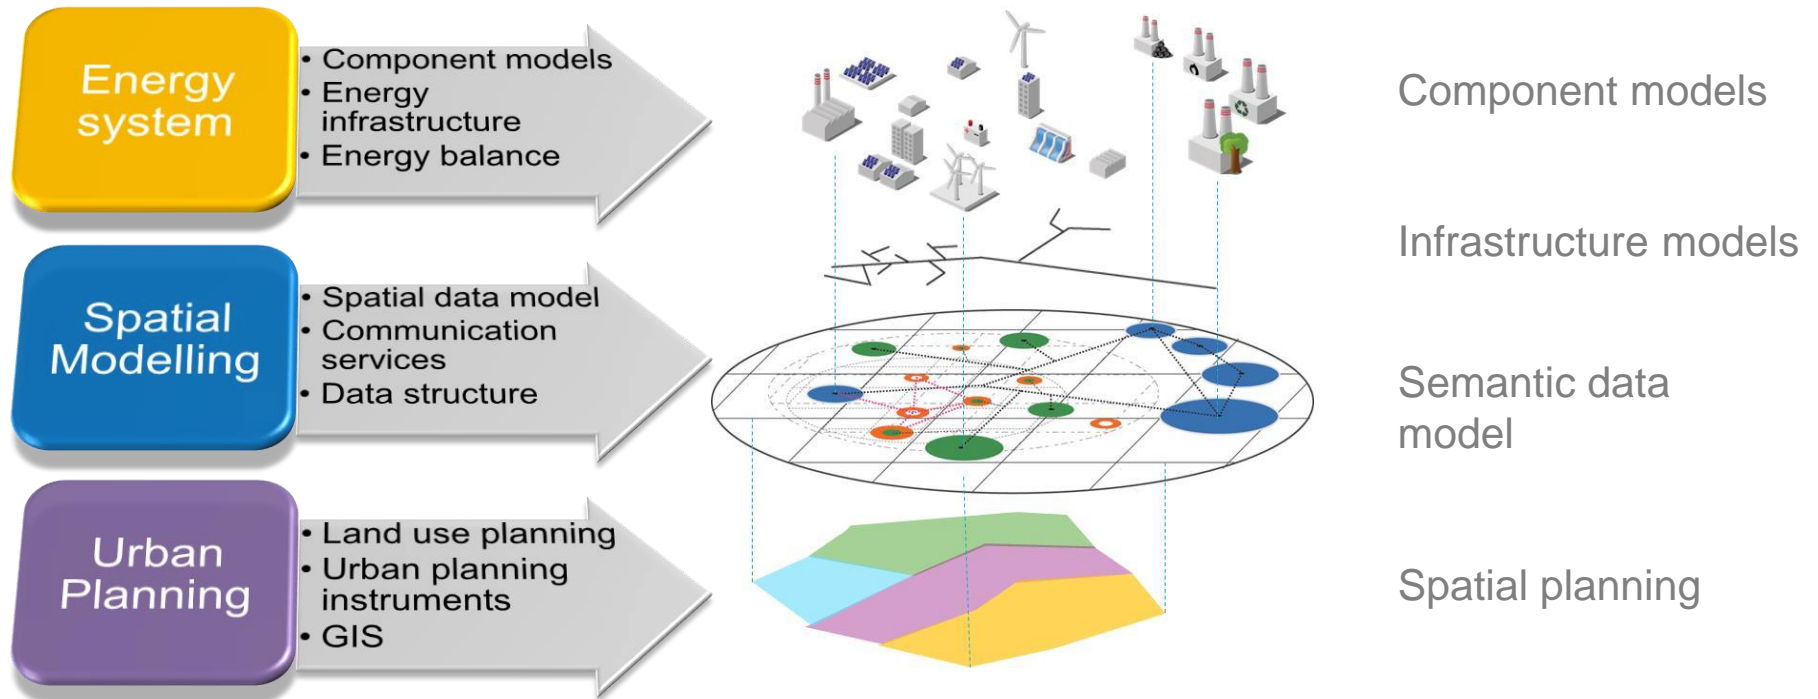 Energy
system
• Component models
• Energy
infrastructure
• Energy balance
Component models
Infrastructure models
Spatial
Modelling
• Spatial data model
• Communication
services
• Data structure
Semantic data
model
Urban
Planning
• Land use planning
• Urban planning
instruments
• GIS
Spatial planning